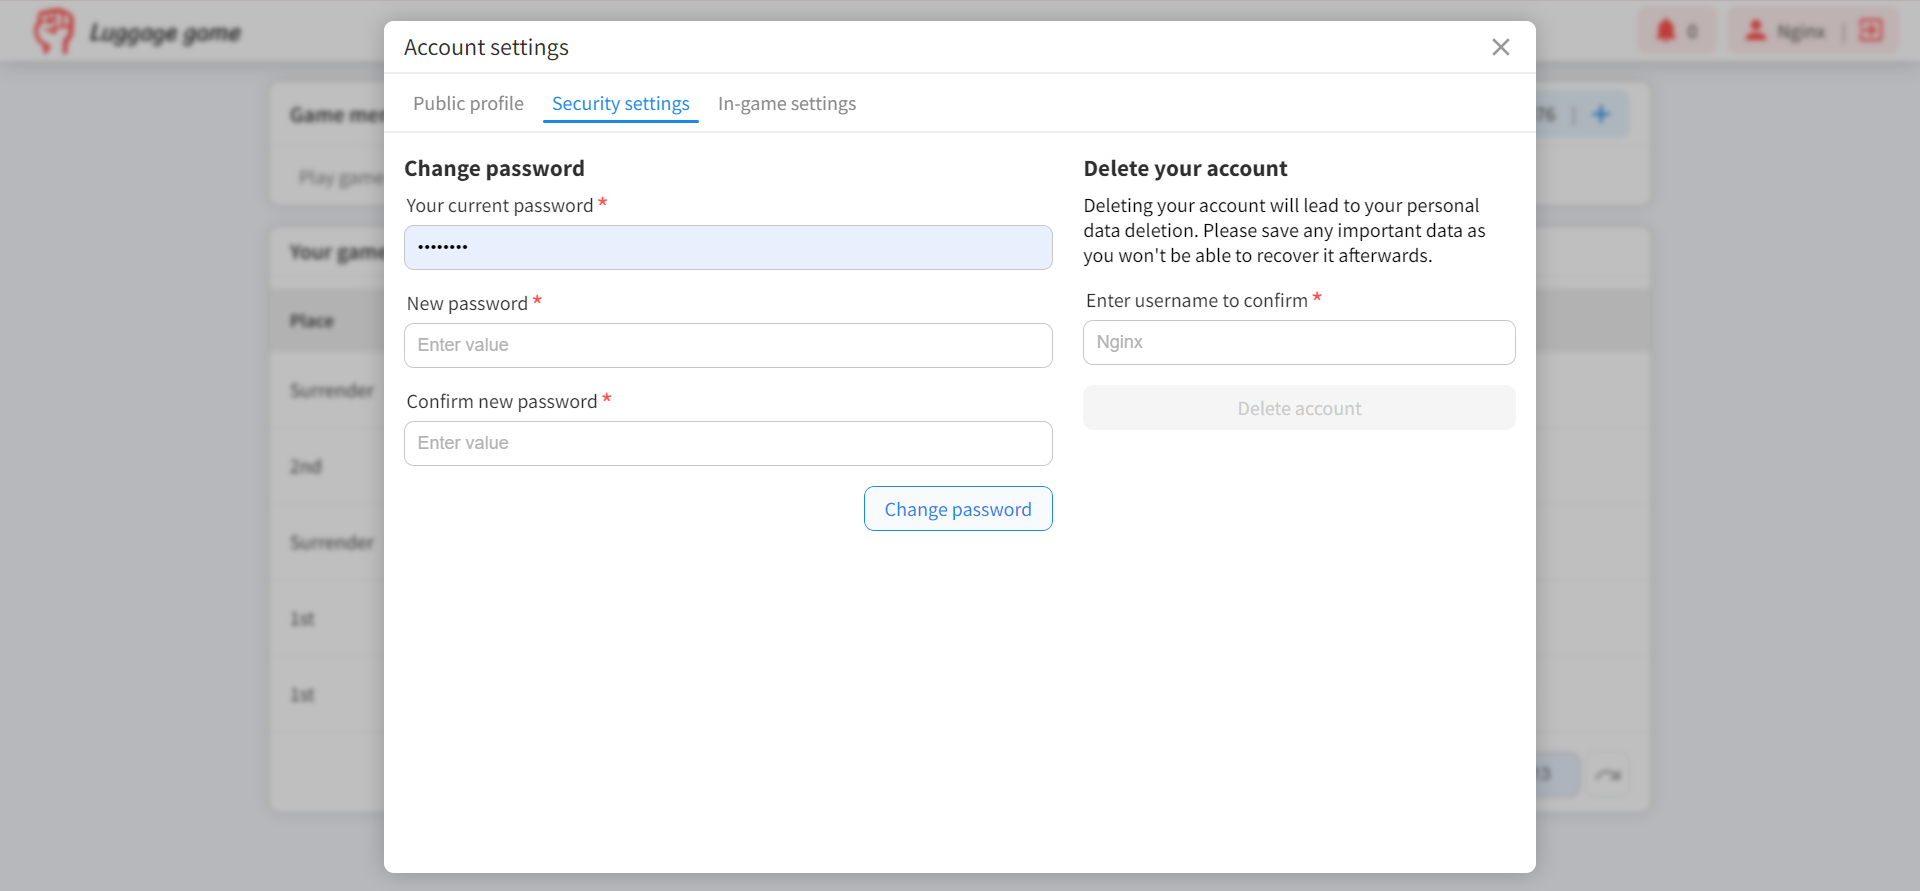 Luggage game
0
Nginx
Account settings
Public profile
Security settings
In-game settings
Game
76
Play game
Change password
Your current password *
••••••••
New password *
Enter value
Confirm new password *
Enter value
Change password
Delete your account
Deleting your account will lead to your personal
data deletion. Please save any important data as
you won't be able to recover it afterwards.
Enter username to confirm *
Nginx
Delete account
Your
Place
Surrender
2nd
Surrender
1st
1st